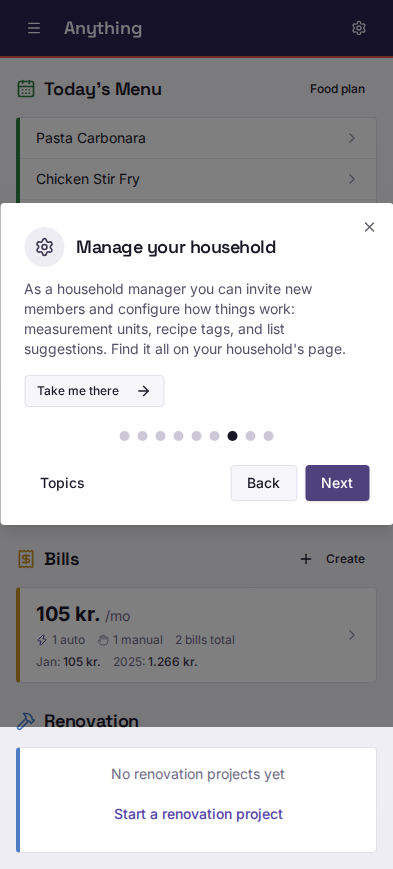 Anything
Today's Menu
Food plan
Pasta Carbonara
Chicken Stir Fry
Manage your household
As a household manager you can invite new
members and configure how things work:
measurement units, recipe tags, and list
suggestions. Find it all on your household's page.
Take me there
Topics
Back
Next
Bills
Create
105 kr. /mo
1 auto 1 manual 2 bills total
Jan: 105 kr. 2025: 1.266 kr.
Renovation
No renovation projects yet
Start a renovation project